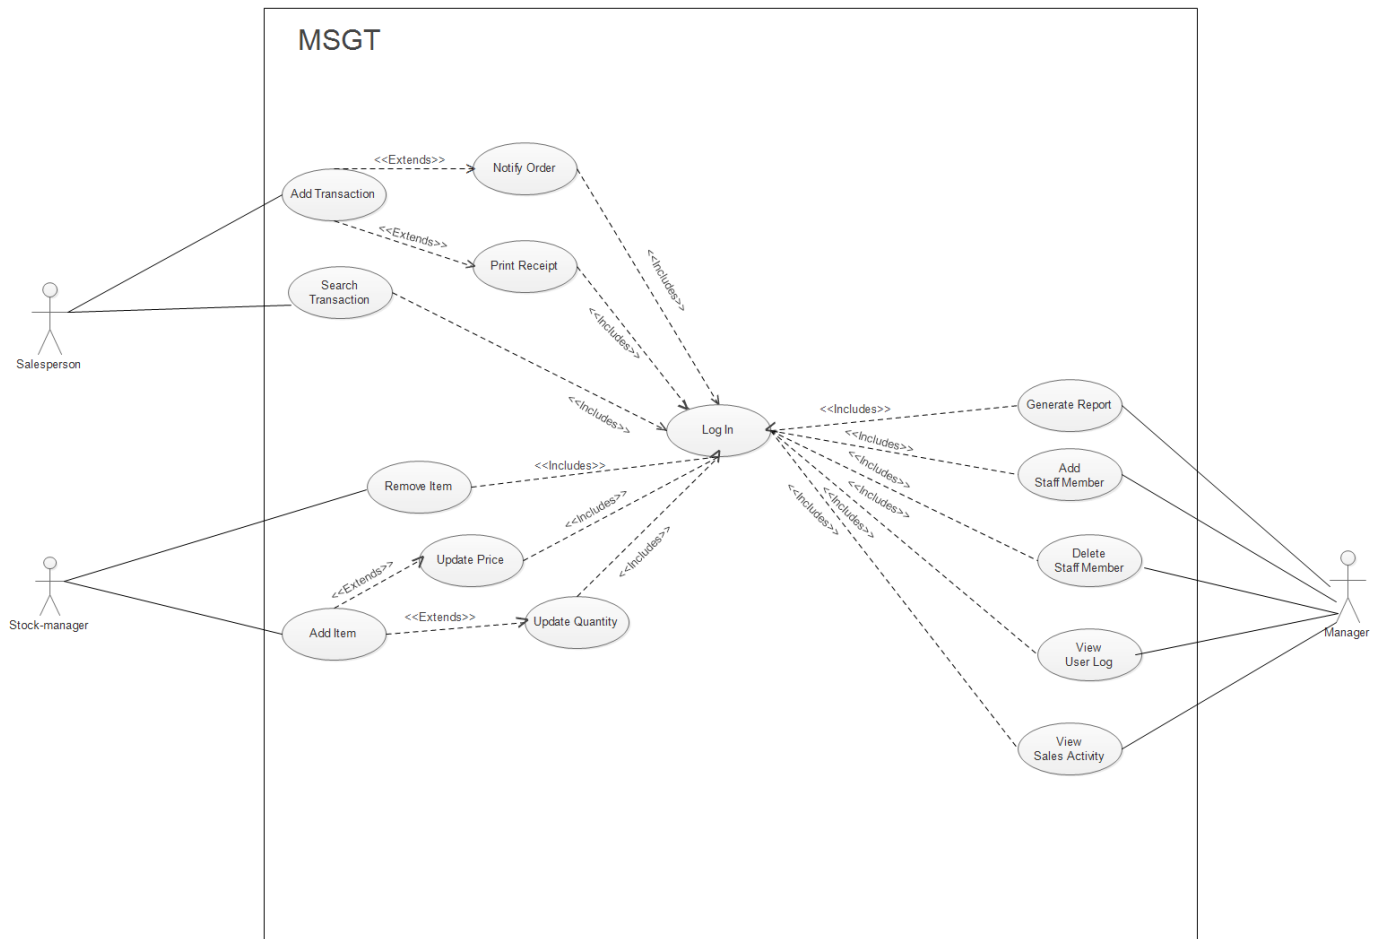 MSGT
<<Extends>>
Notify Order
Add Transaction
<<Extends>>
<<Includes>>
Print Receipt
Search
Transaction
<<Includes>>
Salesperson
<<Includes>>
Log In
<<Includes>>
Generate Report
<<Includes>>
Add
Staff Member
<<Includes>>
Remove Item
<<Includes>>
<<Includes>>
<<Includes>>
<<Includes>>
<<Includes>>
Update Price
<<Includes>>
Delete
Staff Member
<<Extends>>
<<Extends>>
Stock-manager
Add Item
Update Quantity
Manager
View
User Log
View
Sales Activity